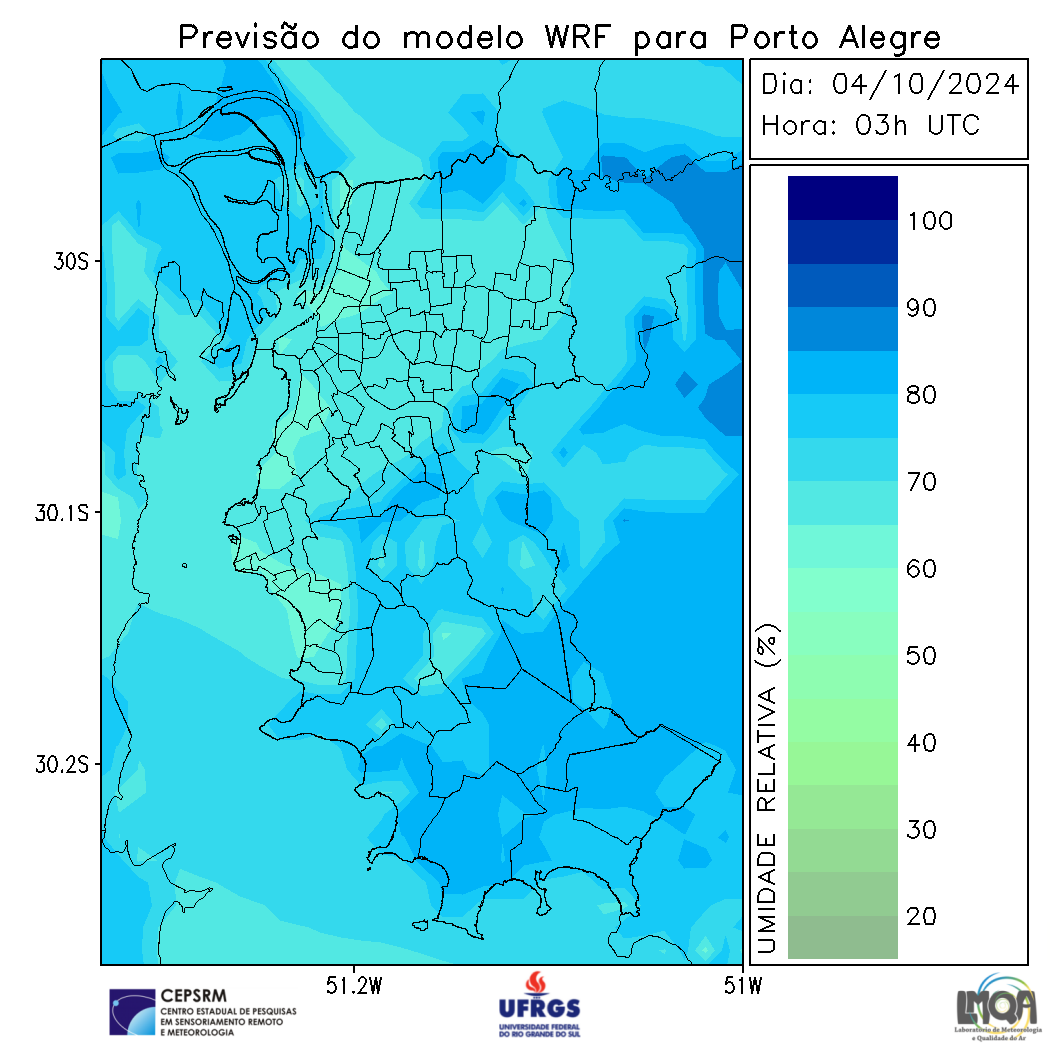 Previsão do modelo WRF para Porto Alegre
Dia: 04/10/2024
Hora: 03h UTC
30S
30.1S
30.2S
51.2W
51W
100
90
80
70
60
50
40
30
20
UMIDADE RELATIVA (%)
CEPSRM
CENTRO ESTADUAL DE PESQUISAS
EM SENSORIAMENTO REMOTO
E METEOROLOGIA
UFRGS
UNIVERSIDADE FEDERAL
DO RIO GRANDE DO SUL
LMQA
Laboratório de Meteorologia
e Qualidade do Ar